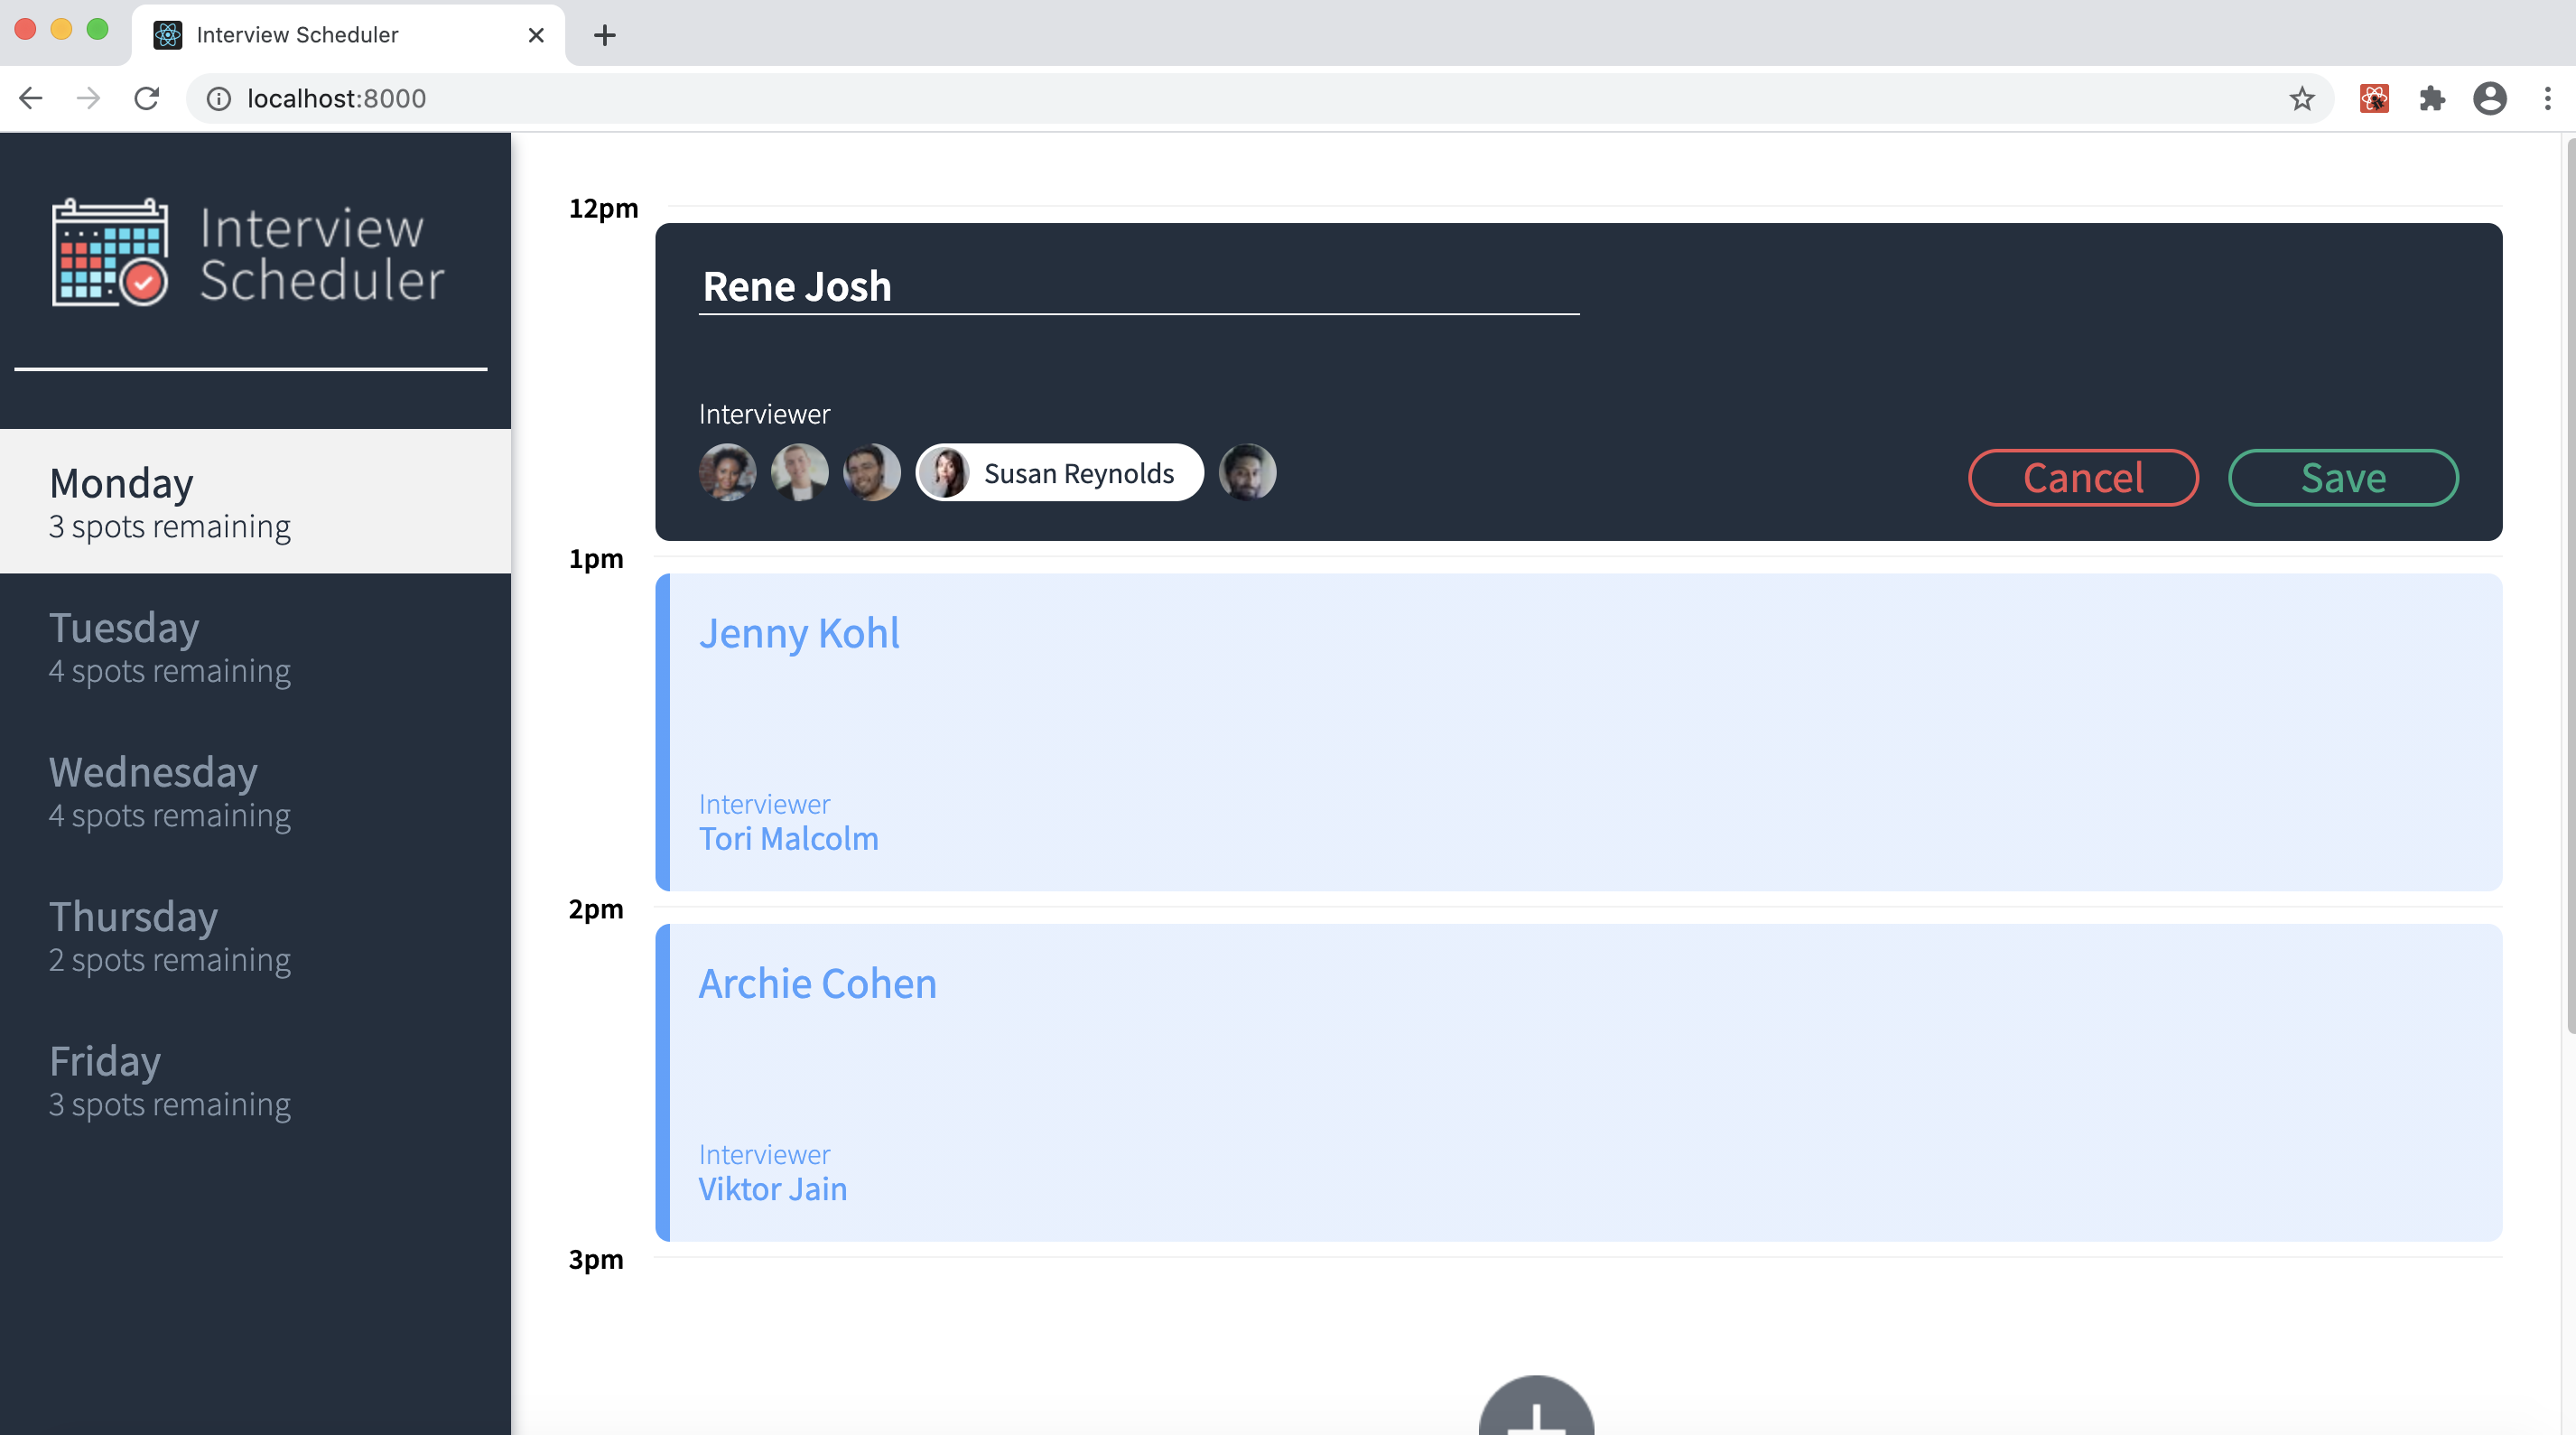 Interview Scheduler
localhost:8000
Interview
Scheduler
Monday
3 spots remaining
Tuesday
4 spots remaining
Wednesday
4 spots remaining
Thursday
2 spots remaining
Friday
3 spots remaining
12pm
Rene Josh
Interviewer
Susan Reynolds
Cancel
Save
1pm
Jenny Kohl
Interviewer
Tori Malcolm
2pm
Archie Cohen
Interviewer
Viktor Jain
3pm